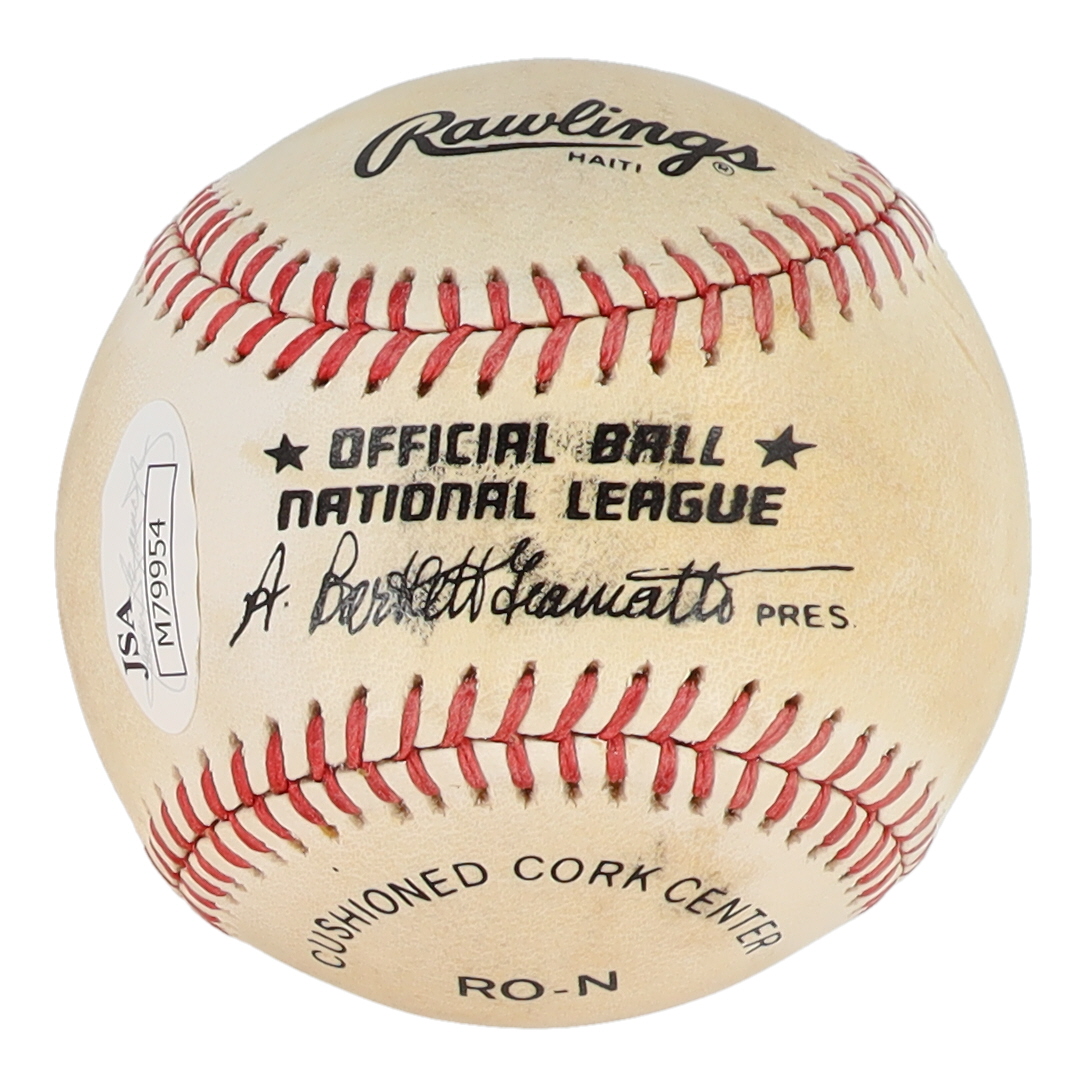 Rawlings
HAITI ®
★ OFFICIAL BALL ★
NATIONAL LEAGUE
A. Bartlett Giamatti PRES.
JSA
M79954
CUSHIONED CORK CENTER
RO-N